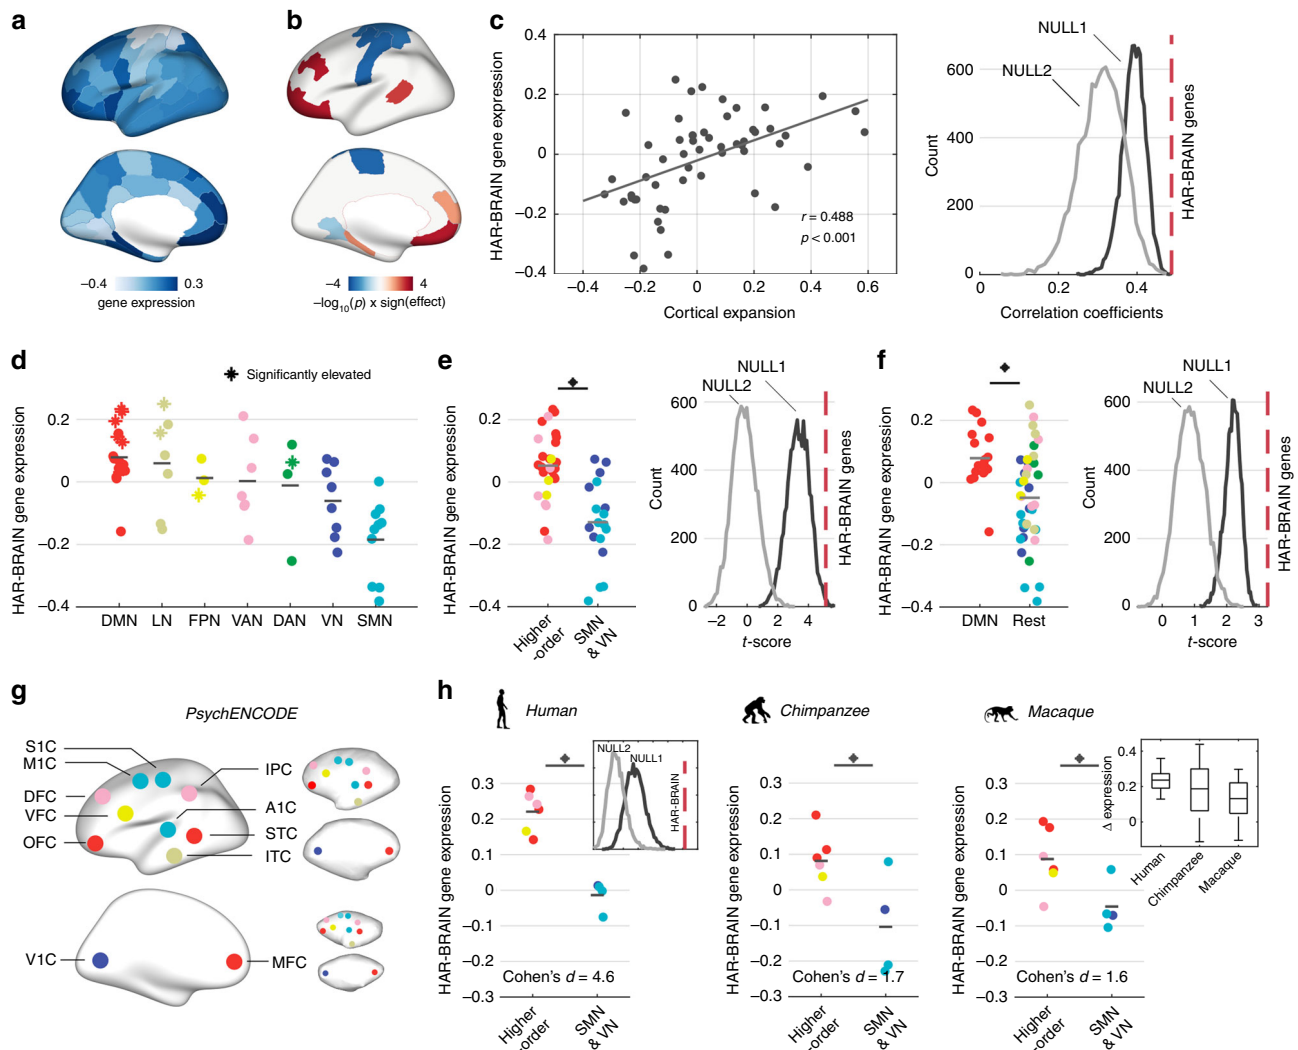 a
−0.4
0.3
gene expression
b
−4
4
−log10(p) x sign(effect)
c
HAR-BRAIN gene expression
0.4
0.2
0
−0.2
−0.4
r = 0.488
p < 0.001
−0.4
−0.2
0
0.2
0.4
0.6
Cortical expansion
NULL1
NULL2
Count
600
400
200
0
0.2
0.4
Correlation coefficients
HAR-BRAIN genes
d
Significantly elevated
HAR-BRAIN gene expression
0.2
0
−0.2
−0.4
DMN
LN
FPN
VAN
DAN
VN
SMN
e
HAR-BRAIN gene expression
0.2
0
−0.2
−0.4
Higher
-order
SMN
& VN
NULL1
NULL2
Count
600
400
200
0
−2
0
2
4
t-score
HAR-BRAIN genes
f
HAR-BRAIN gene expression
0.2
0
−0.2
−0.4
DMN
Rest
NULL1
NULL2
Count
600
400
200
0
0
1
2
3
t-score
HAR-BRAIN genes
g
PsychENCODE
S1C
M1C
DFC
VFC
OFC
IPC
A1C
STC
ITC
V1C
MFC
h
Human
HAR-BRAIN gene expression
0.3
0.2
0.1
0
−0.1
−0.2
−0.3
NULL2
NULL1
HAR-BRAIN
Cohen's d = 4.6
Higher
-order
SMN
& VN
Chimpanzee
HAR-BRAIN gene expression
0.3
0.2
0.1
0
−0.1
−0.2
−0.3
Cohen's d = 1.7
Higher
-order
SMN
& VN
Macaque
HAR-BRAIN gene expression
0.3
0.2
0.1
0
−0.1
−0.2
−0.3
Cohen's d = 1.6
Higher
-order
SMN
& VN
Δ expression
0.4
0.2
0
Human
Chimpanzee
Macaque